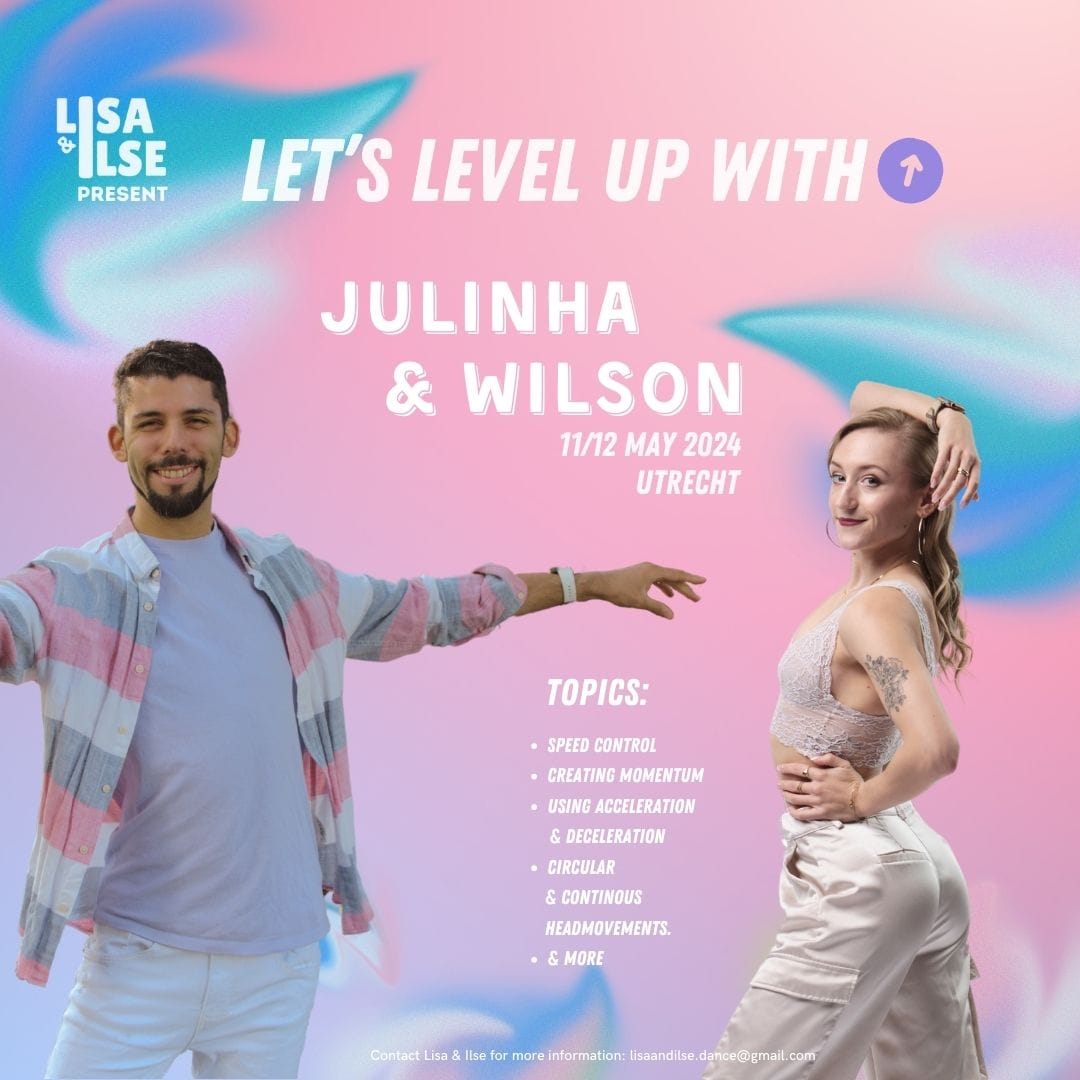 LISA
& ILSE
PRESENT
LET'S LEVEL UP WITH
JULINHA
& WILSON
11/12 MAY 2024
UTRECHT
TOPICS:
• SPEED CONTROL
• CREATING MOMENTUM
• USING ACCELERATION
& DECELERATION
• CIRCULAR
& CONTINOUS
HEADMOVEMENTS.
• & MORE
Contact Lisa & Ilse for more information: lisaandilse.dance@gmail.com